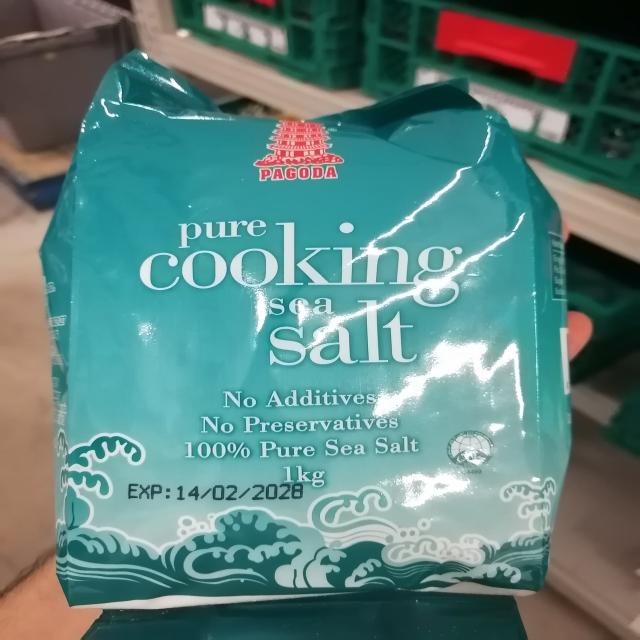 PAGODA
pure
cooking
sea
salt
No Additives
No Preservatives
100% Pure Sea Salt
1kg
EXP:14/02/2028